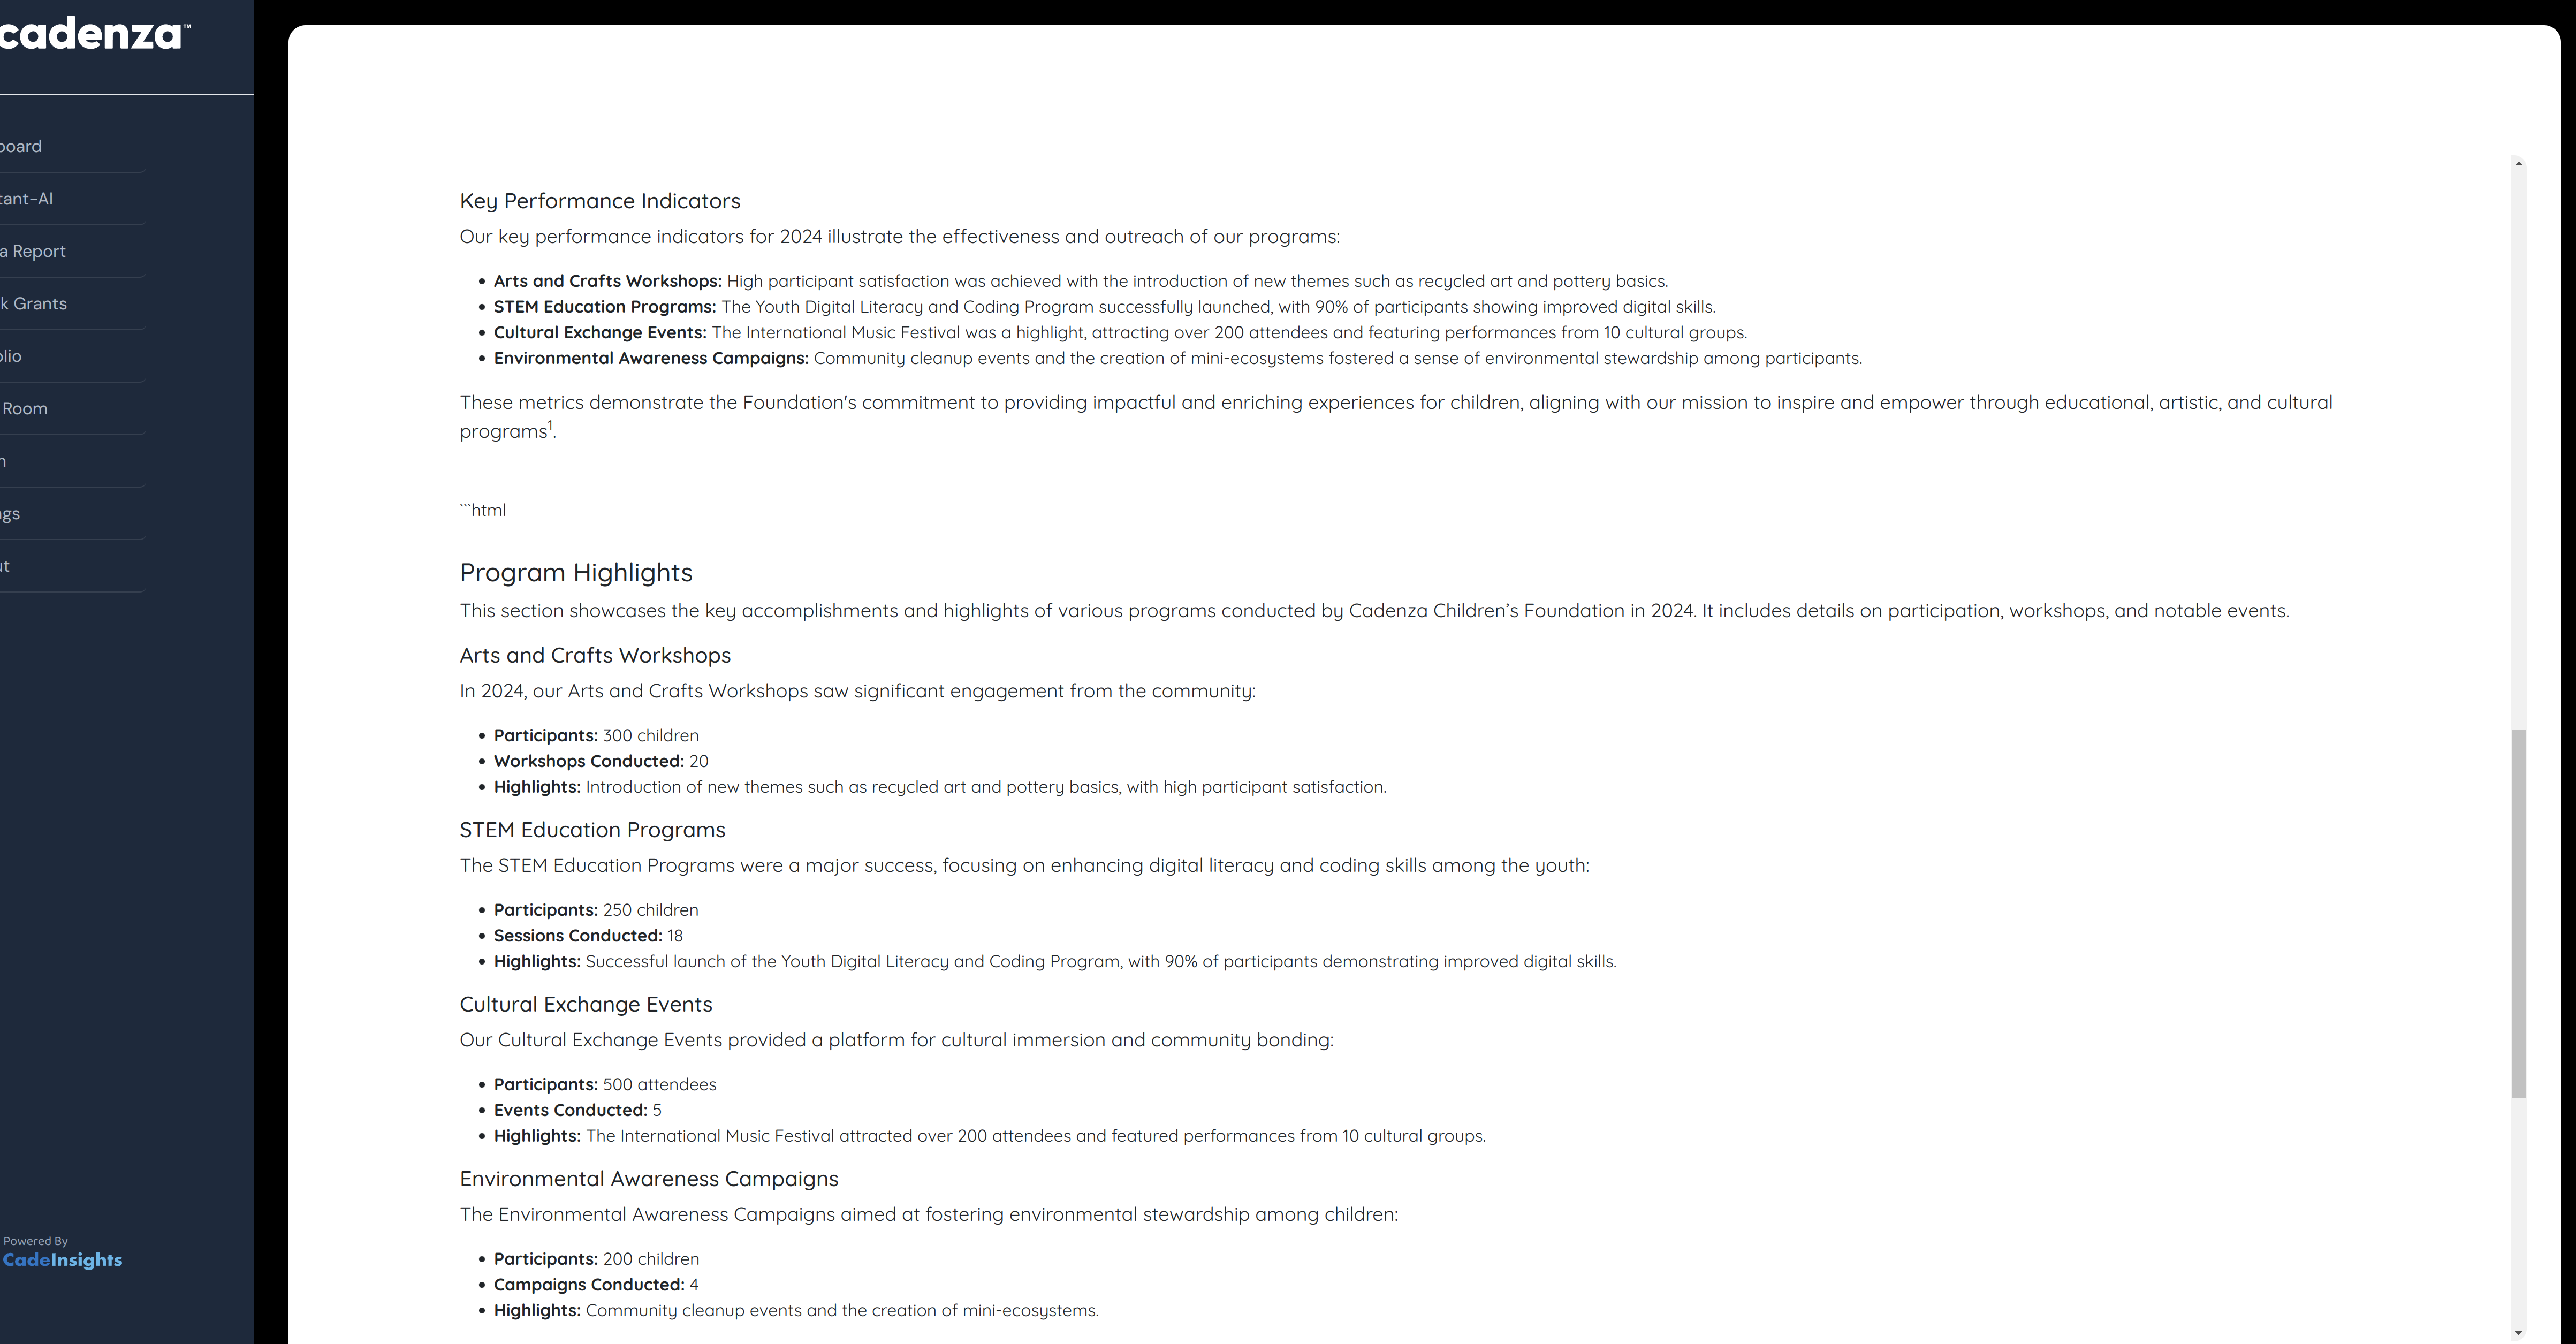 cadenza™
board
tant-AI
a Report
k Grants
olio
Room
n
ngs
ut
Powered By
CadeInsights
Key Performance Indicators
Our key performance indicators for 2024 illustrate the effectiveness and outreach of our programs:
• Arts and Crafts Workshops: High participant satisfaction was achieved with the introduction of new themes such as recycled art and pottery basics.
• STEM Education Programs: The Youth Digital Literacy and Coding Program successfully launched, with 90% of participants showing improved digital skills.
• Cultural Exchange Events: The International Music Festival was a highlight, attracting over 200 attendees and featuring performances from 10 cultural groups.
• Environmental Awareness Campaigns: Community cleanup events and the creation of mini-ecosystems fostered a sense of environmental stewardship among participants.
These metrics demonstrate the Foundation's commitment to providing impactful and enriching experiences for children, aligning with our mission to inspire and empower through educational, artistic, and cultural
programs¹.
```html
Program Highlights
This section showcases the key accomplishments and highlights of various programs conducted by Cadenza Children’s Foundation in 2024. It includes details on participation, workshops, and notable events.
Arts and Crafts Workshops
In 2024, our Arts and Crafts Workshops saw significant engagement from the community:
• Participants: 300 children
• Workshops Conducted: 20
• Highlights: Introduction of new themes such as recycled art and pottery basics, with high participant satisfaction.
STEM Education Programs
The STEM Education Programs were a major success, focusing on enhancing digital literacy and coding skills among the youth:
• Participants: 250 children
• Sessions Conducted: 18
• Highlights: Successful launch of the Youth Digital Literacy and Coding Program, with 90% of participants demonstrating improved digital skills.
Cultural Exchange Events
Our Cultural Exchange Events provided a platform for cultural immersion and community bonding:
• Participants: 500 attendees
• Events Conducted: 5
• Highlights: The International Music Festival attracted over 200 attendees and featured performances from 10 cultural groups.
Environmental Awareness Campaigns
The Environmental Awareness Campaigns aimed at fostering environmental stewardship among children:
• Participants: 200 children
• Campaigns Conducted: 4
• Highlights: Community cleanup events and the creation of mini-ecosystems.